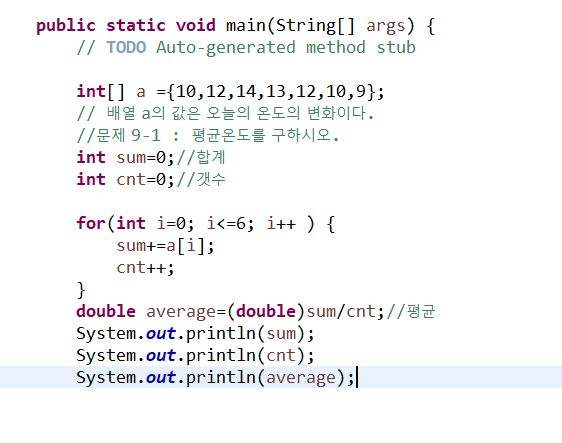 public static void main(String[] args) {
// TODO Auto-generated method stub
int[] a ={10,12,14,13,12,10,9};
// 배열 a의 값은 오늘의 온도의 변화이다.
//문제 9-1 : 평균온도를 구하시오.
int sum=0;//합계
int cnt=0;//갯수
for(int i=0; i<=6; i++ ) {
sum+=a[i];
cnt++;
}
double average=(double)sum/cnt;//평균
System.out.println(sum);
System.out.println(cnt);
System.out.println(average);